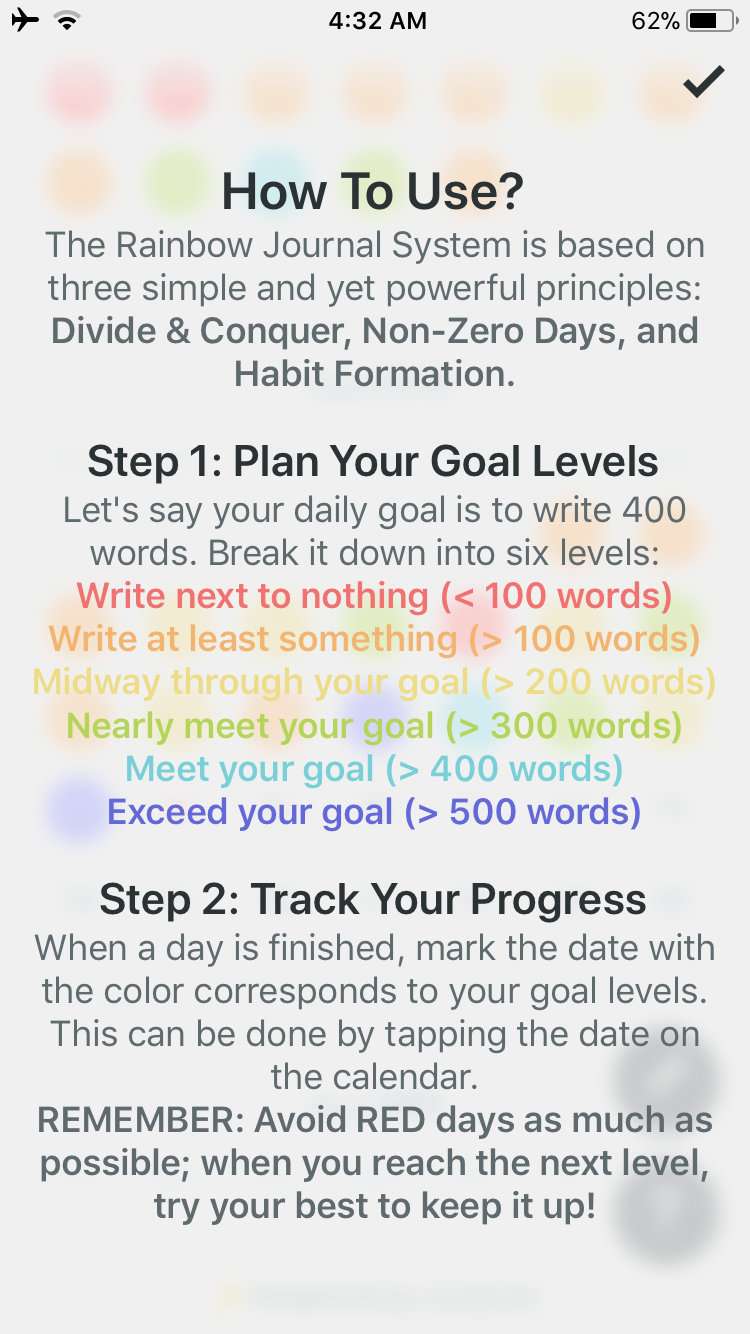 4:32 AM
62%
How To Use?
The Rainbow Journal System is based on
three simple and yet powerful principles:
Divide & Conquer, Non-Zero Days, and
Habit Formation.
Step 1: Plan Your Goal Levels
Let's say your daily goal is to write 400
words. Break it down into six levels:
Write next to nothing (< 100 words)
Write at least something (> 100 words)
Midway through your goal (> 200 words)
Nearly meet your goal (> 300 words)
Meet your goal (> 400 words)
Exceed your goal (> 500 words)
Step 2: Track Your Progress
When a day is finished, mark the date with
the color corresponds to your goal levels.
This can be done by tapping the date on
the calendar.
REMEMBER: Avoid RED days as much as
possible; when you reach the next level,
try your best to keep it up!